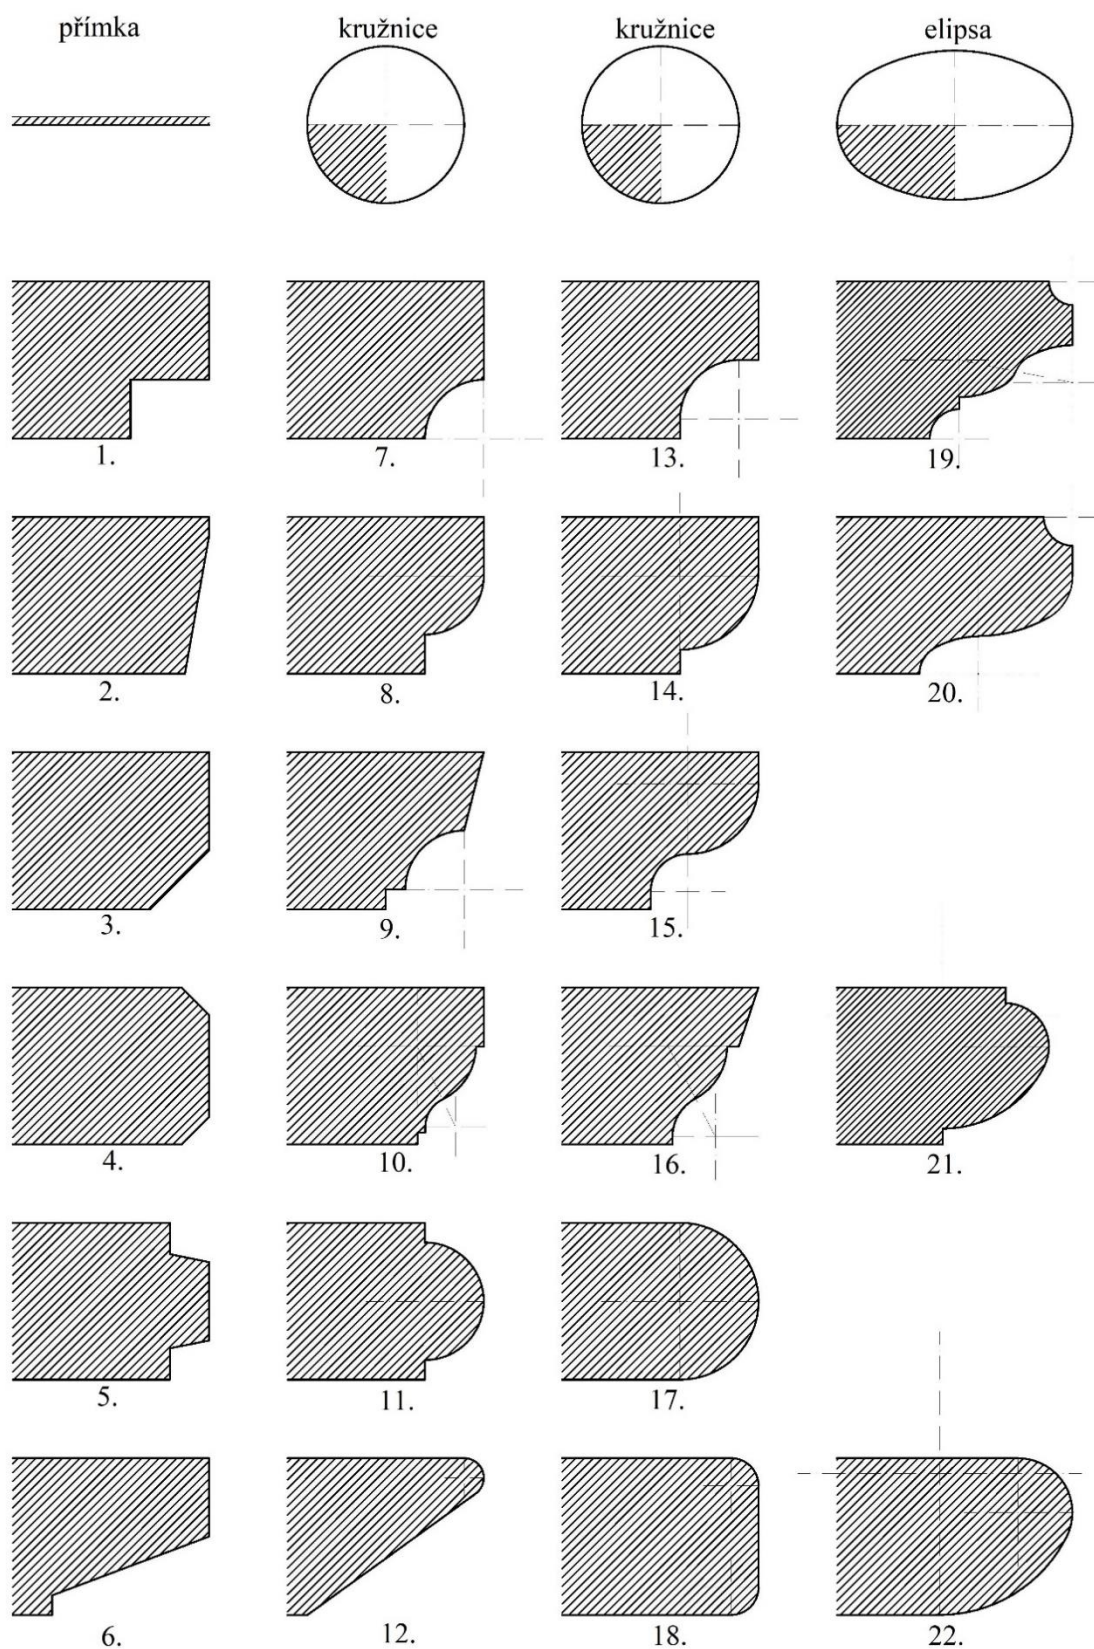 přímka kružnice kružnice elipsa
1. 7. 13. 19.
2. 8. 14. 20.
3. 9. 15.
4. 10. 16. 21.
5. 11. 17.
6. 12. 18. 22.